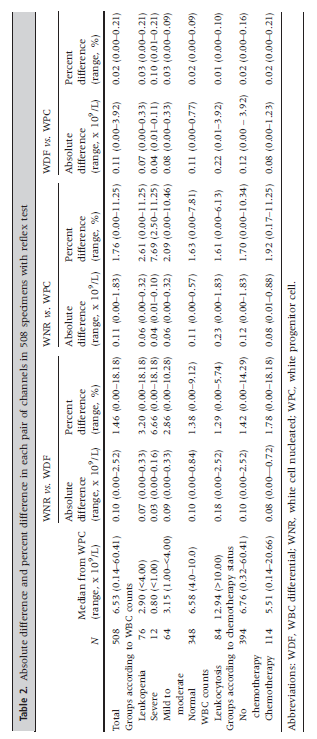 Table 2. Absolute difference and percent difference in each pair of channels in 508 specimens with reflex test
WNR vs. WDF WNR vs. WPC WDF vs. WPC
N Median from WPC (range, x 10⁹/L) Absolute difference (range, x 10⁹/L) Percent difference (range, %) Absolute difference (range, x 10⁹/L) Percent difference (range, %) Absolute difference (range, x 10⁹/L) Percent difference (range, %)
Total 508 6.53 (0.14–60.41) 0.10 (0.00–2.52) 1.46 (0.00–18.18) 0.11 (0.00–1.83) 1.76 (0.00–11.25) 0.11 (0.00–3.92) 0.02 (0.00–0.21)
Groups according to WBC counts
Leukopenia 76 2.90 (<4.00) 0.07 (0.00–0.33) 3.20 (0.00–18.18) 0.06 (0.00–0.32) 2.61 (0.00–11.25) 0.07 (0.00–0.33) 0.03 (0.00–0.21)
Severe 12 0.80 (<1.00) 0.03 (0.00–0.16) 6.66 (0.00–18.18) 0.04 (0.01–0.10) 7.69 (2.50–11.25) 0.04 (0.01–0.11) 0.10 (0.01–0.21)
Mild to moderate 64 3.15 (1.00–<4.00) 0.09 (0.00–0.33) 2.86 (0.00–10.28) 0.06 (0.00–0.32) 2.09 (0.00–10.46) 0.08 (0.00–0.33) 0.03 (0.00–0.09)
Normal WBC counts 348 6.58 (4.0–10.0) 0.10 (0.00–0.84) 1.38 (0.00–9.12) 0.11 (0.00–0.57) 1.63 (0.00–7.81) 0.11 (0.00–0.77) 0.02 (0.00–0.09)
Leukocytosis 84 12.94 (>10.00) 0.18 (0.00–2.52) 1.29 (0.00–5.74) 0.23 (0.00–1.83) 1.61 (0.00–6.13) 0.22 (0.01–3.92) 0.01 (0.00–0.10)
Groups according to chemotherapy status
No chemotherapy 394 6.76 (0.32–60.41) 0.10 (0.00–2.52) 1.42 (0.00–14.29) 0.12 (0.00–1.83) 1.70 (0.00–10.34) 0.12 (0.00 – 3.92) 0.02 (0.00–0.16)
Chemotherapy 114 5.51 (0.14–20.66) 0.08 (0.00–0.72) 1.78 (0.00–18.18) 0.08 (0.01–0.88) 1.92 (0.17–11.25) 0.08 (0.00–1.23) 0.02 (0.00–0.21)
Abbreviations: WDF, WBC differential; WNR, white cell nucleated; WPC, white progenitor cell.